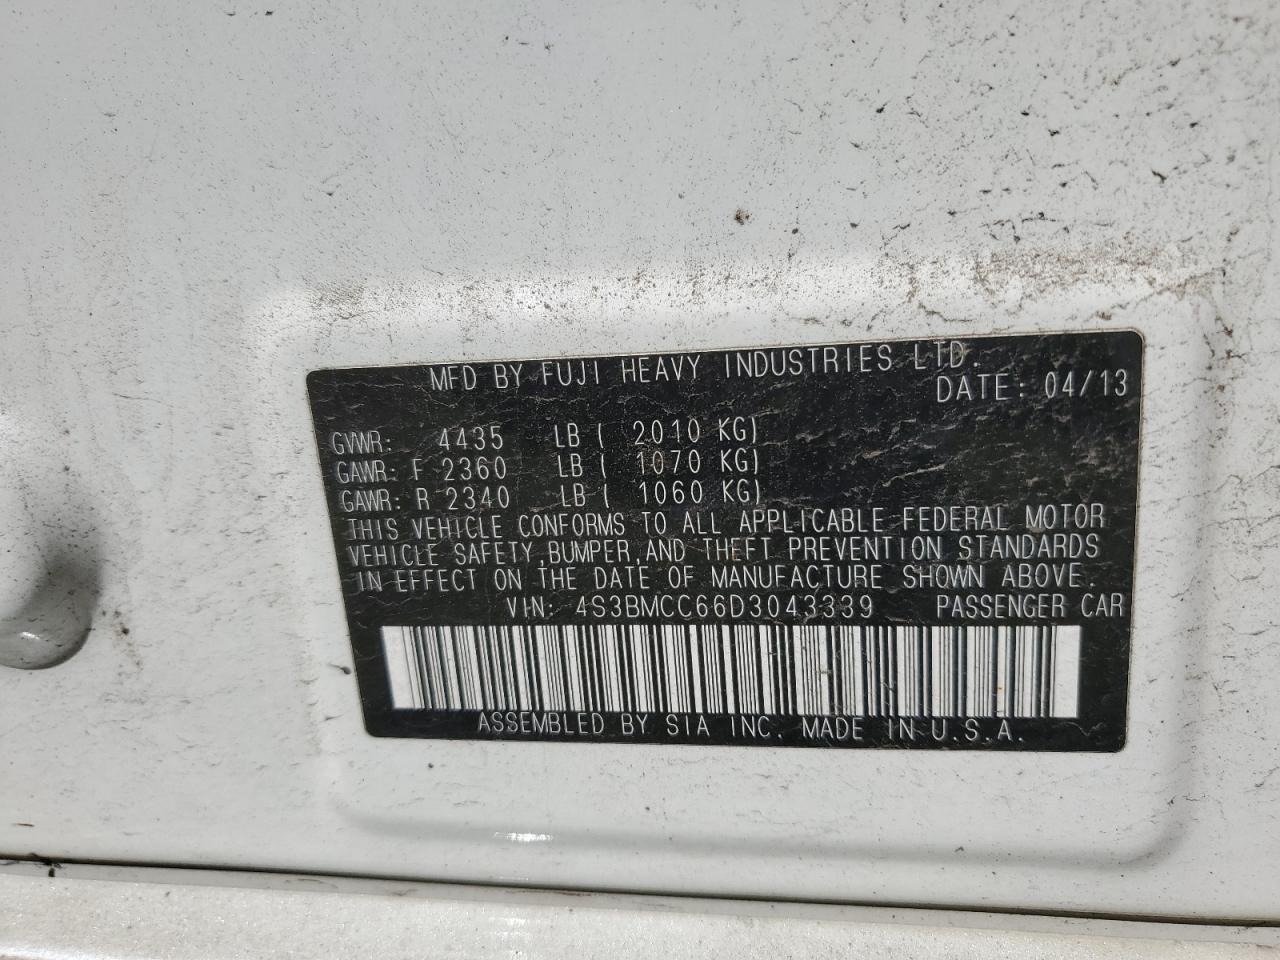 MFD BY FUJI HEAVY INDUSTRIES LTD.
DATE: 04/13
GVWR: 4435 LB ( 2010 KG)
GAWR: F 2360 LB ( 1070 KG)
GAWR: R 2340 LB ( 1060 KG)
THIS VEHICLE CONFORMS TO ALL APPLICABLE FEDERAL MOTOR
VEHICLE SAFETY,BUMPER,AND THEFT PREVENTION STANDARDS
IN EFFECT ON THE DATE OF MANUFACTURE SHOWN ABOVE.
VIN: 4S3BMCC66D3043339 PASSENGER CAR
ASSEMBLED BY SIA INC. MADE IN U.S.A.